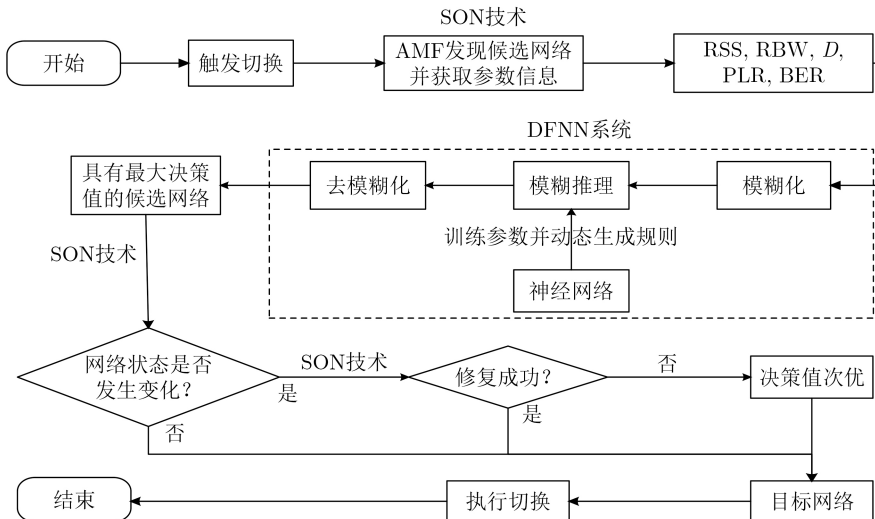 SON技术
开始
触发切换
AMF发现候选网络
并获取参数信息
RSS, RBW, D,
PLR, BER
DFNN系统
具有最大决策
值的候选网络
去模糊化
模糊推理
模糊化
训练参数并动态生成规则
SON技术
神经网络
网络状态是否
发生变化?
是
否
SON技术
修复成功?
是
否
决策值次优
结束
执行切换
目标网络